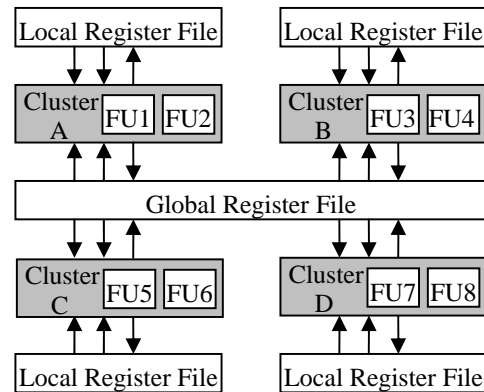 Local Register File
Local Register File
Cluster A
FU1 FU2
Cluster B
FU3 FU4
Global Register File
Cluster C
FU5 FU6
Cluster D
FU7 FU8
Local Register File
Local Register File